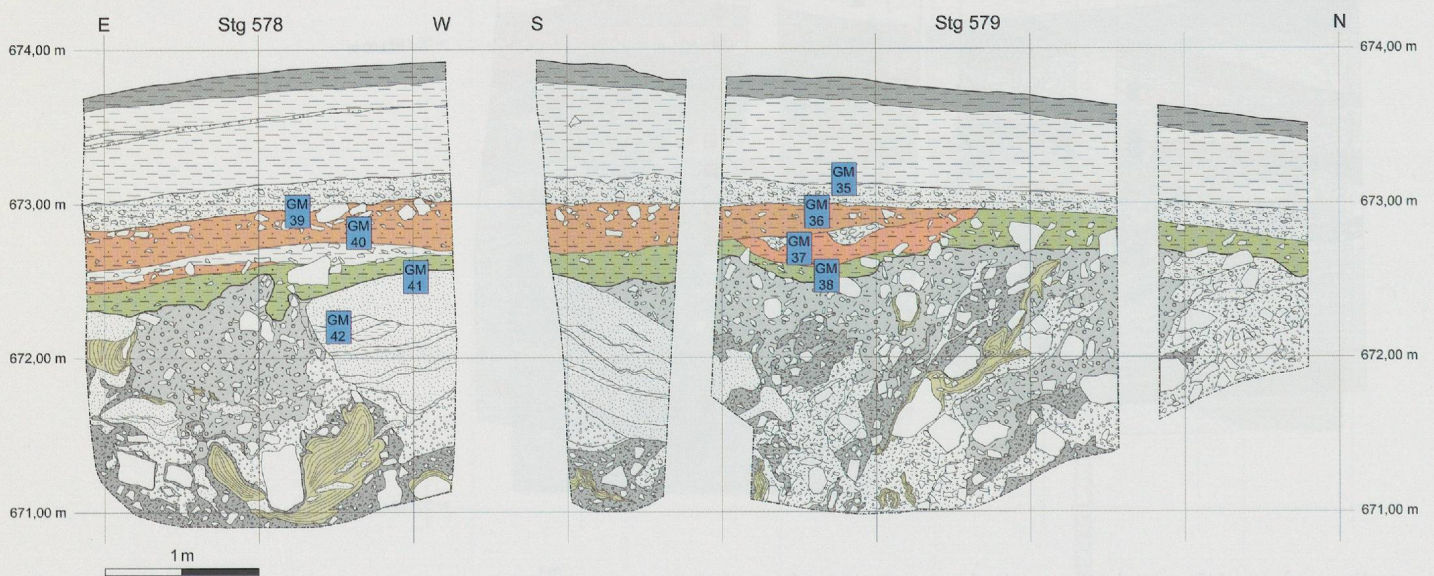 E Stg 578 W S Stg 579 N
674,00 m 674,00 m
GM
35
673,00 m 673,00 m
GM
39
GM
36
GM
40
GM
37
GM
38
GM
41
GM
42
672,00 m 672,00 m
671,00 m 671,00 m
1 m